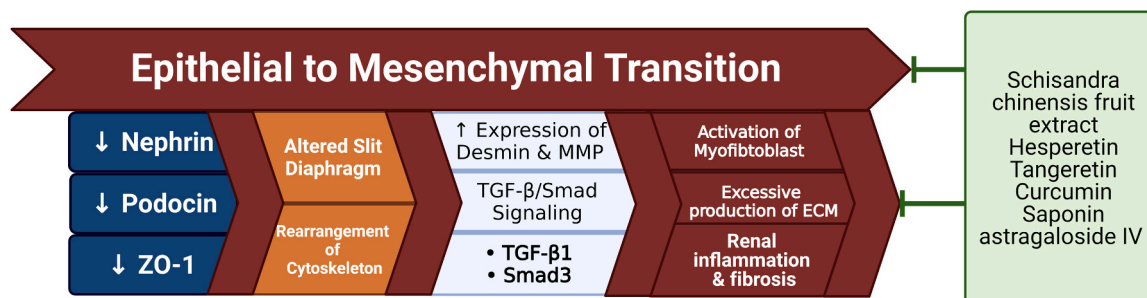 Epithelial to Mesenchymal Transition
↓ Nephrin
↓ Podocin
↓ ZO-1
Altered Slit
Diaphragm
Rearrangement
of
Cytoskeleton
↑ Expression of
Desmin & MMP
TGF-β/Smad
Signaling
• TGF-β1
• Smad3
Activation of
Myofibtoblast
Excessive
production of ECM
Renal
inflammation
& fibrosis
Schisandra
chinensis fruit
extract
Hesperetin
Tangeretin
Curcumin
Saponin
astragaloside IV